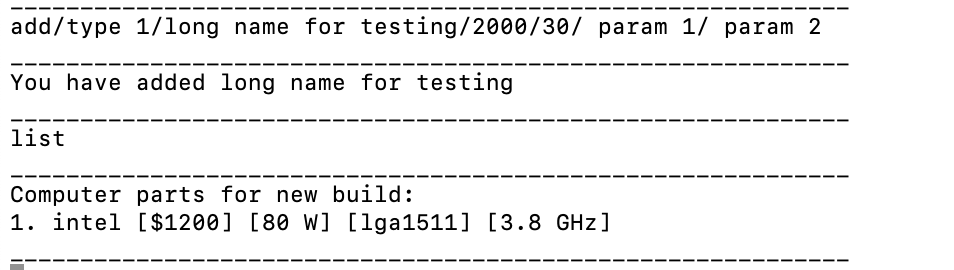 ____________________________________________________________
add/type 1/long name for testing/2000/30/ param 1/ param 2
____________________________________________________________
You have added long name for testing
____________________________________________________________
list
____________________________________________________________
Computer parts for new build:
1. intel [$1200] [80 W] [lga1511] [3.8 GHz]
____________________________________________________________